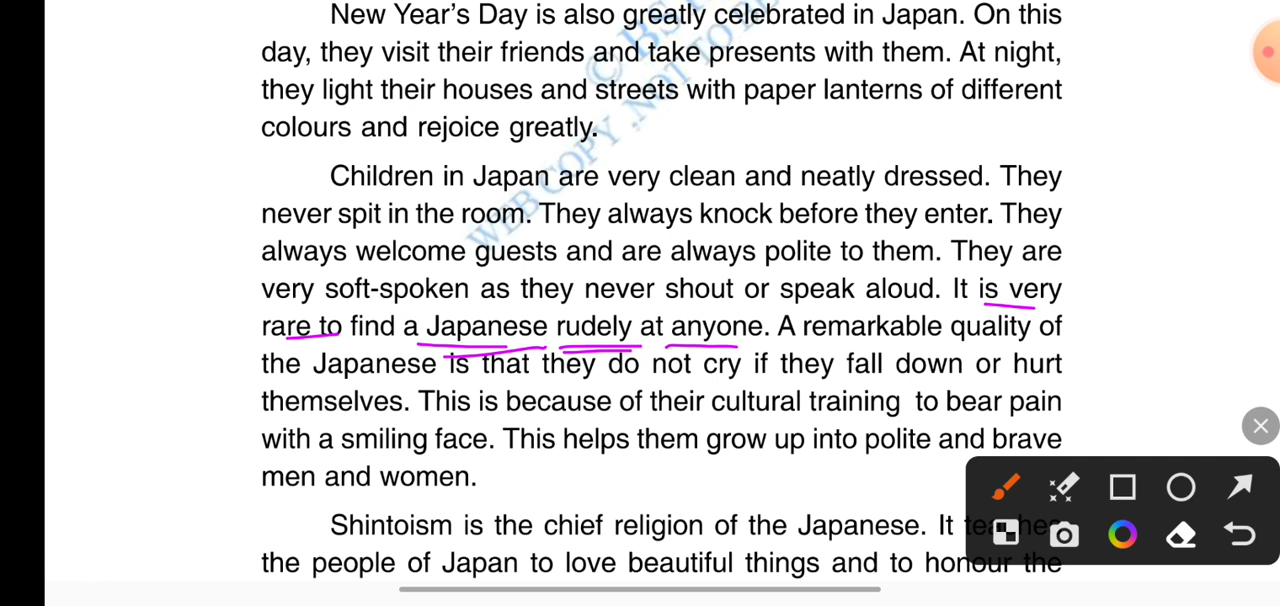 New Year's Day is also greatly celebrated in Japan. On this
day, they visit their friends and take presents with them. At night,
they light their houses and streets with paper lanterns of different
colours and rejoice greatly.
Children in Japan are very clean and neatly dressed. They
never spit in the room. They always knock before they enter. They
always welcome guests and are always polite to them. They are
very soft-spoken as they never shout or speak aloud. It is very
rare to find a Japanese rudely at anyone. A remarkable quality of
the Japanese is that they do not cry if they fall down or hurt
themselves. This is because of their cultural training to bear pain
with a smiling face. This helps them grow up into polite and brave
men and women.
Shintoism is the chief religion of the Japanese. It teaches
the people of Japan to love beautiful things and to honour the
WEB COPY, NOT TO